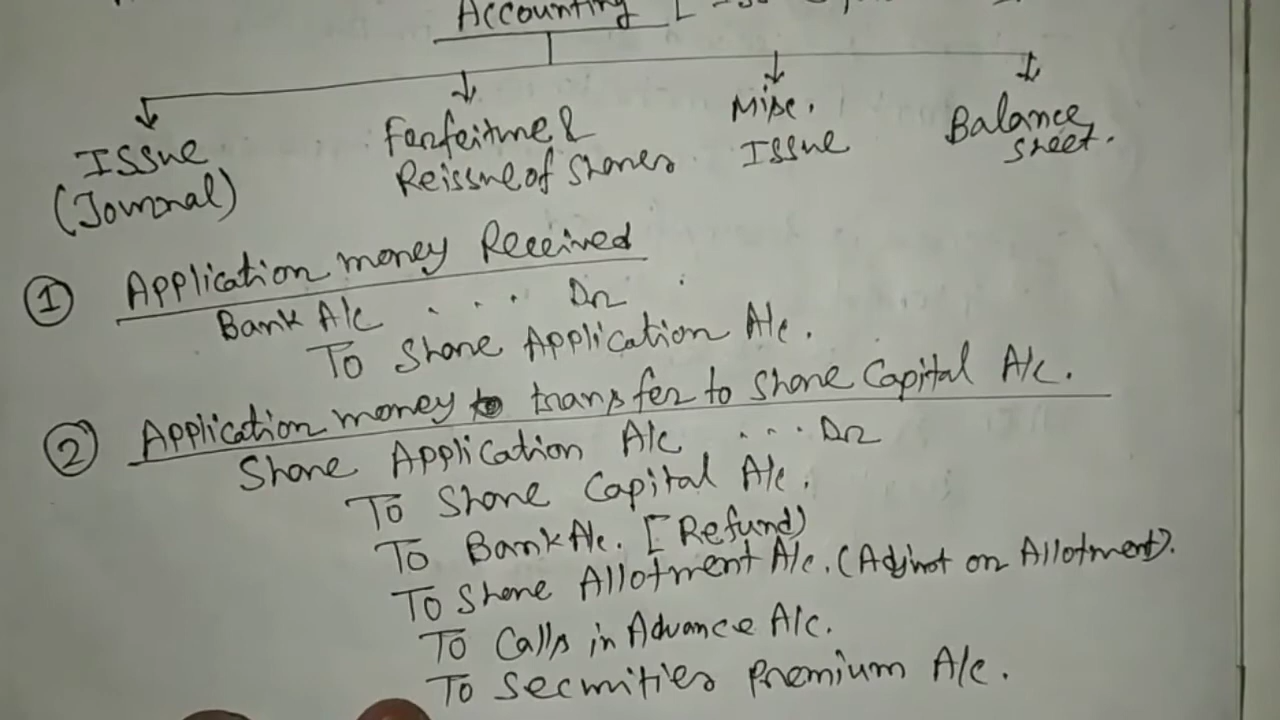 Accounting [
Issue
(Journal)
Forfeiture &
Reissue of Shares
Misc.
Issue
Balance
Sheet.
① Application money Received
Bank A/c . . . Dr
To Share Application A/c.
② Application money transfer to Share Capital A/c.
Share Application A/c . . . Dr
To Share Capital A/c.
To Bank A/c. [Refund)
To Share Allotment A/c. (Adjust on Allotment).
To Calls in Advance A/c.
To Securities Premium A/c.